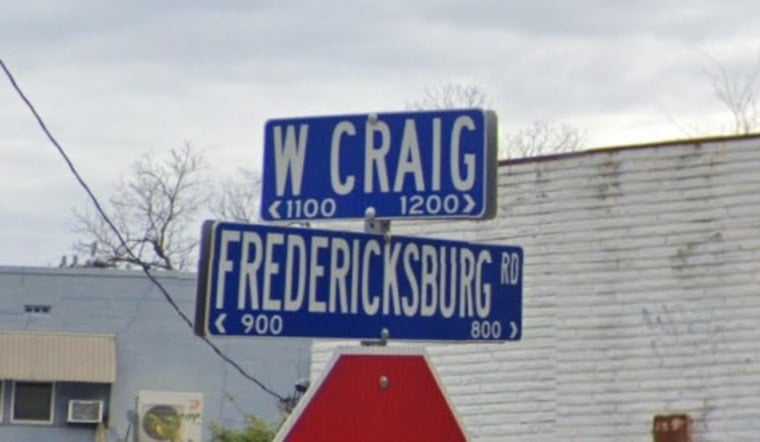 W CRAIG
<1100 1200>
FREDERICKSBURG RD
< 900 800 >